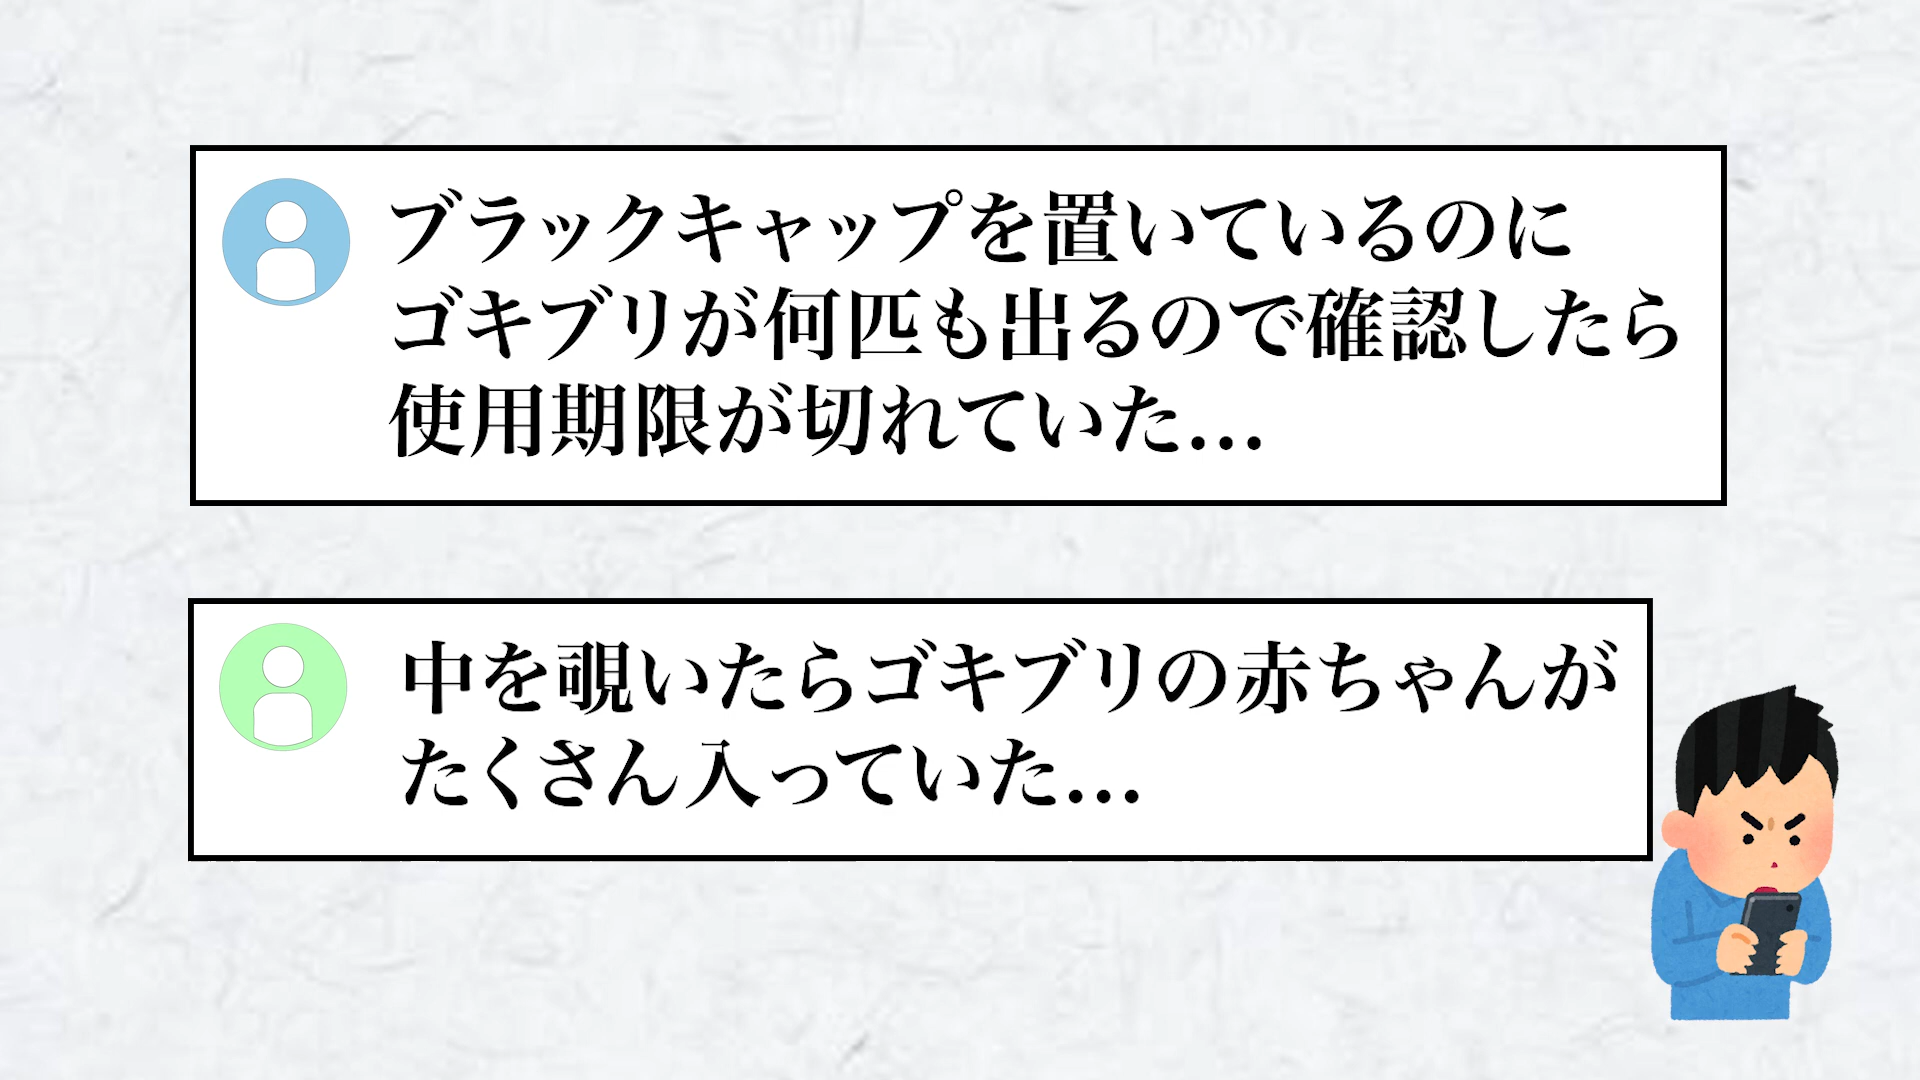 ブラックキャップを置いているのに
ゴキブリが何匹も出るので確認したら
使用期限が切れていた…
中を覗いたらゴキブリの赤ちゃんが
たくさん入っていた…